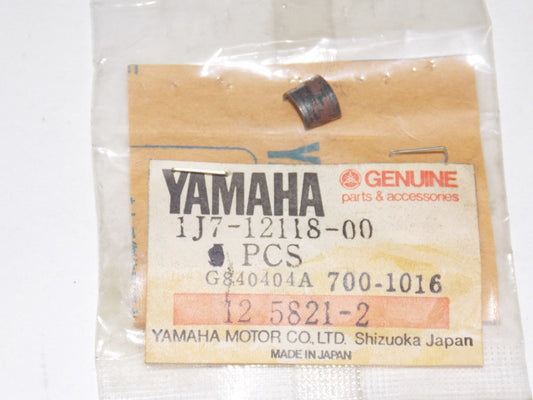 YAMAHA
GENUINE
parts & accessories
1J7-12118-00
PCS
G840404A 700-1016
12 5821-2
YAMAHA MOTOR CO., LTD. Shizuoka Japan
MADE IN JAPAN